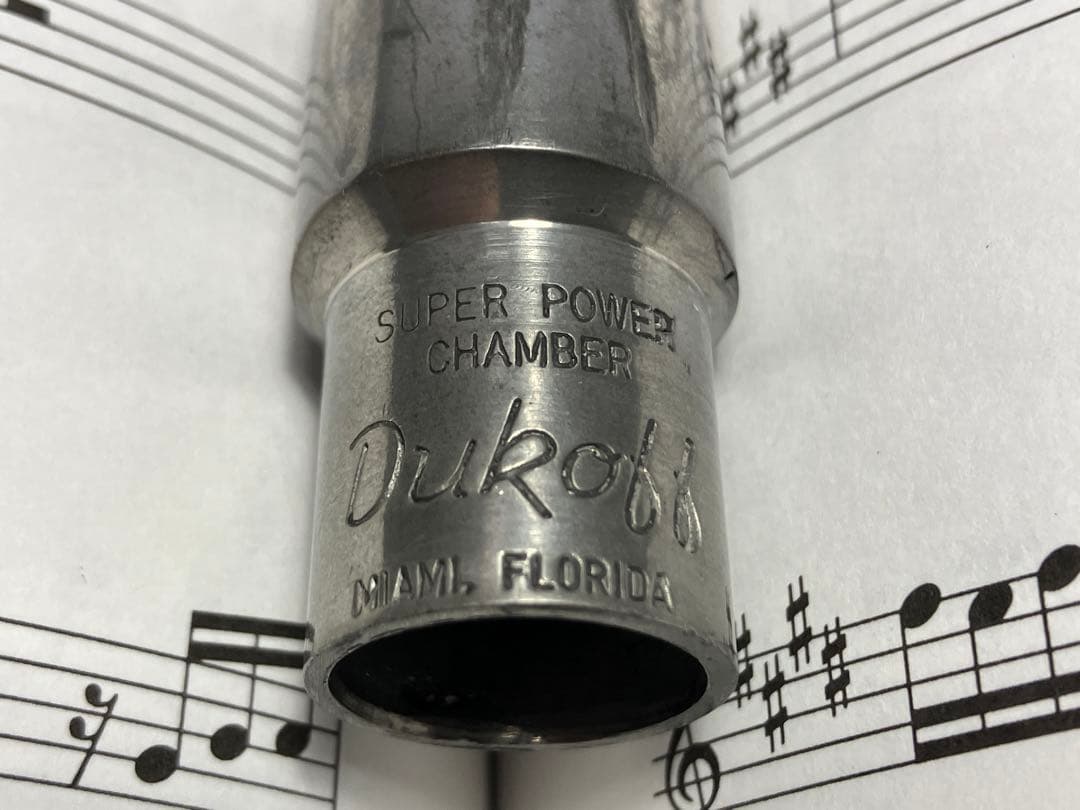 SUPER POWER
CHAMBER
Dukoff
MIAMI, FLORIDA